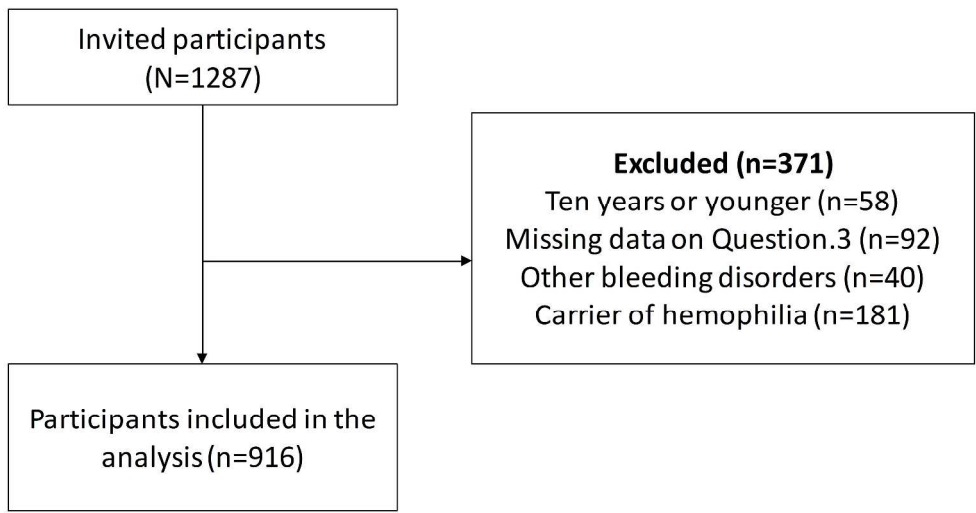 Invited participants
(N=1287)
Excluded (n=371)
Ten years or younger (n=58)
Missing data on Question.3 (n=92)
Other bleeding disorders (n=40)
Carrier of hemophilia (n=181)
Participants included in the
analysis (n=916)